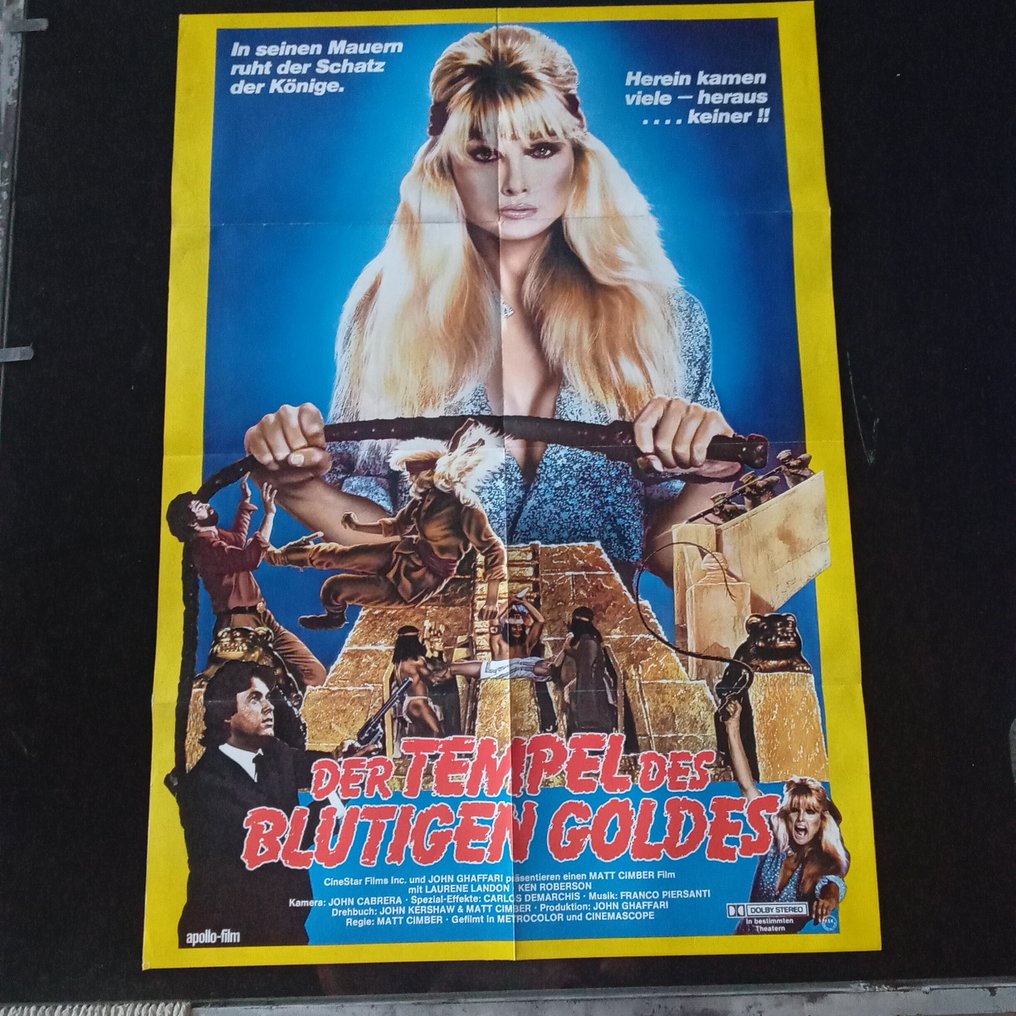 In seinen Mauern
ruht der Schatz
der Könige.
Herein kamen
viele – heraus
.... keiner !!
DER TEMPEL DES
BLUTIGEN GOLDES
CineStar Films Inc. und JOHN GHAFFARI präsentieren einen MATT CIMBER Film
mit LAURENE LANDON · KEN ROBERSON
Kamera: JOHN CABRERA · Spezial-Effekte: CARLOS DEMARCHIS · Musik: FRANCO PIERSANTI
Drehbuch: JOHN KERSHAW & MATT CIMBER · Produktion: JOHN GHAFFARI
Regie: MATT CIMBER · Gefilmt in METROCOLOR und CINEMASCOPE
DOLBY STEREO
In bestimmten
Theatern
apollo-film